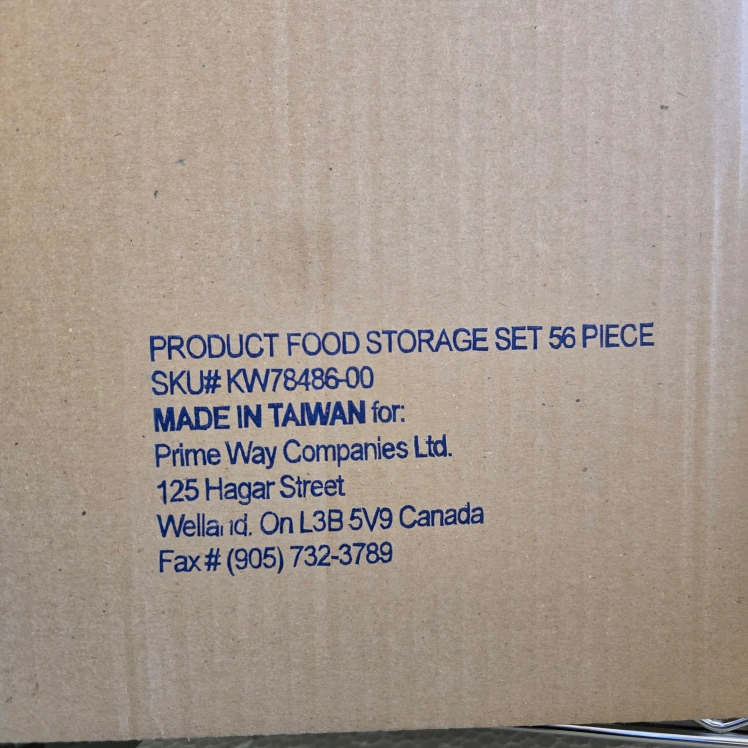 PRODUCT FOOD STORAGE SET 56 PIECE
SKU# KW78486-00
MADE IN TAIWAN for:
Prime Way Companies Ltd.
125 Hagar Street
Welland. On L3B 5V9 Canada
Fax # (905) 732-3789